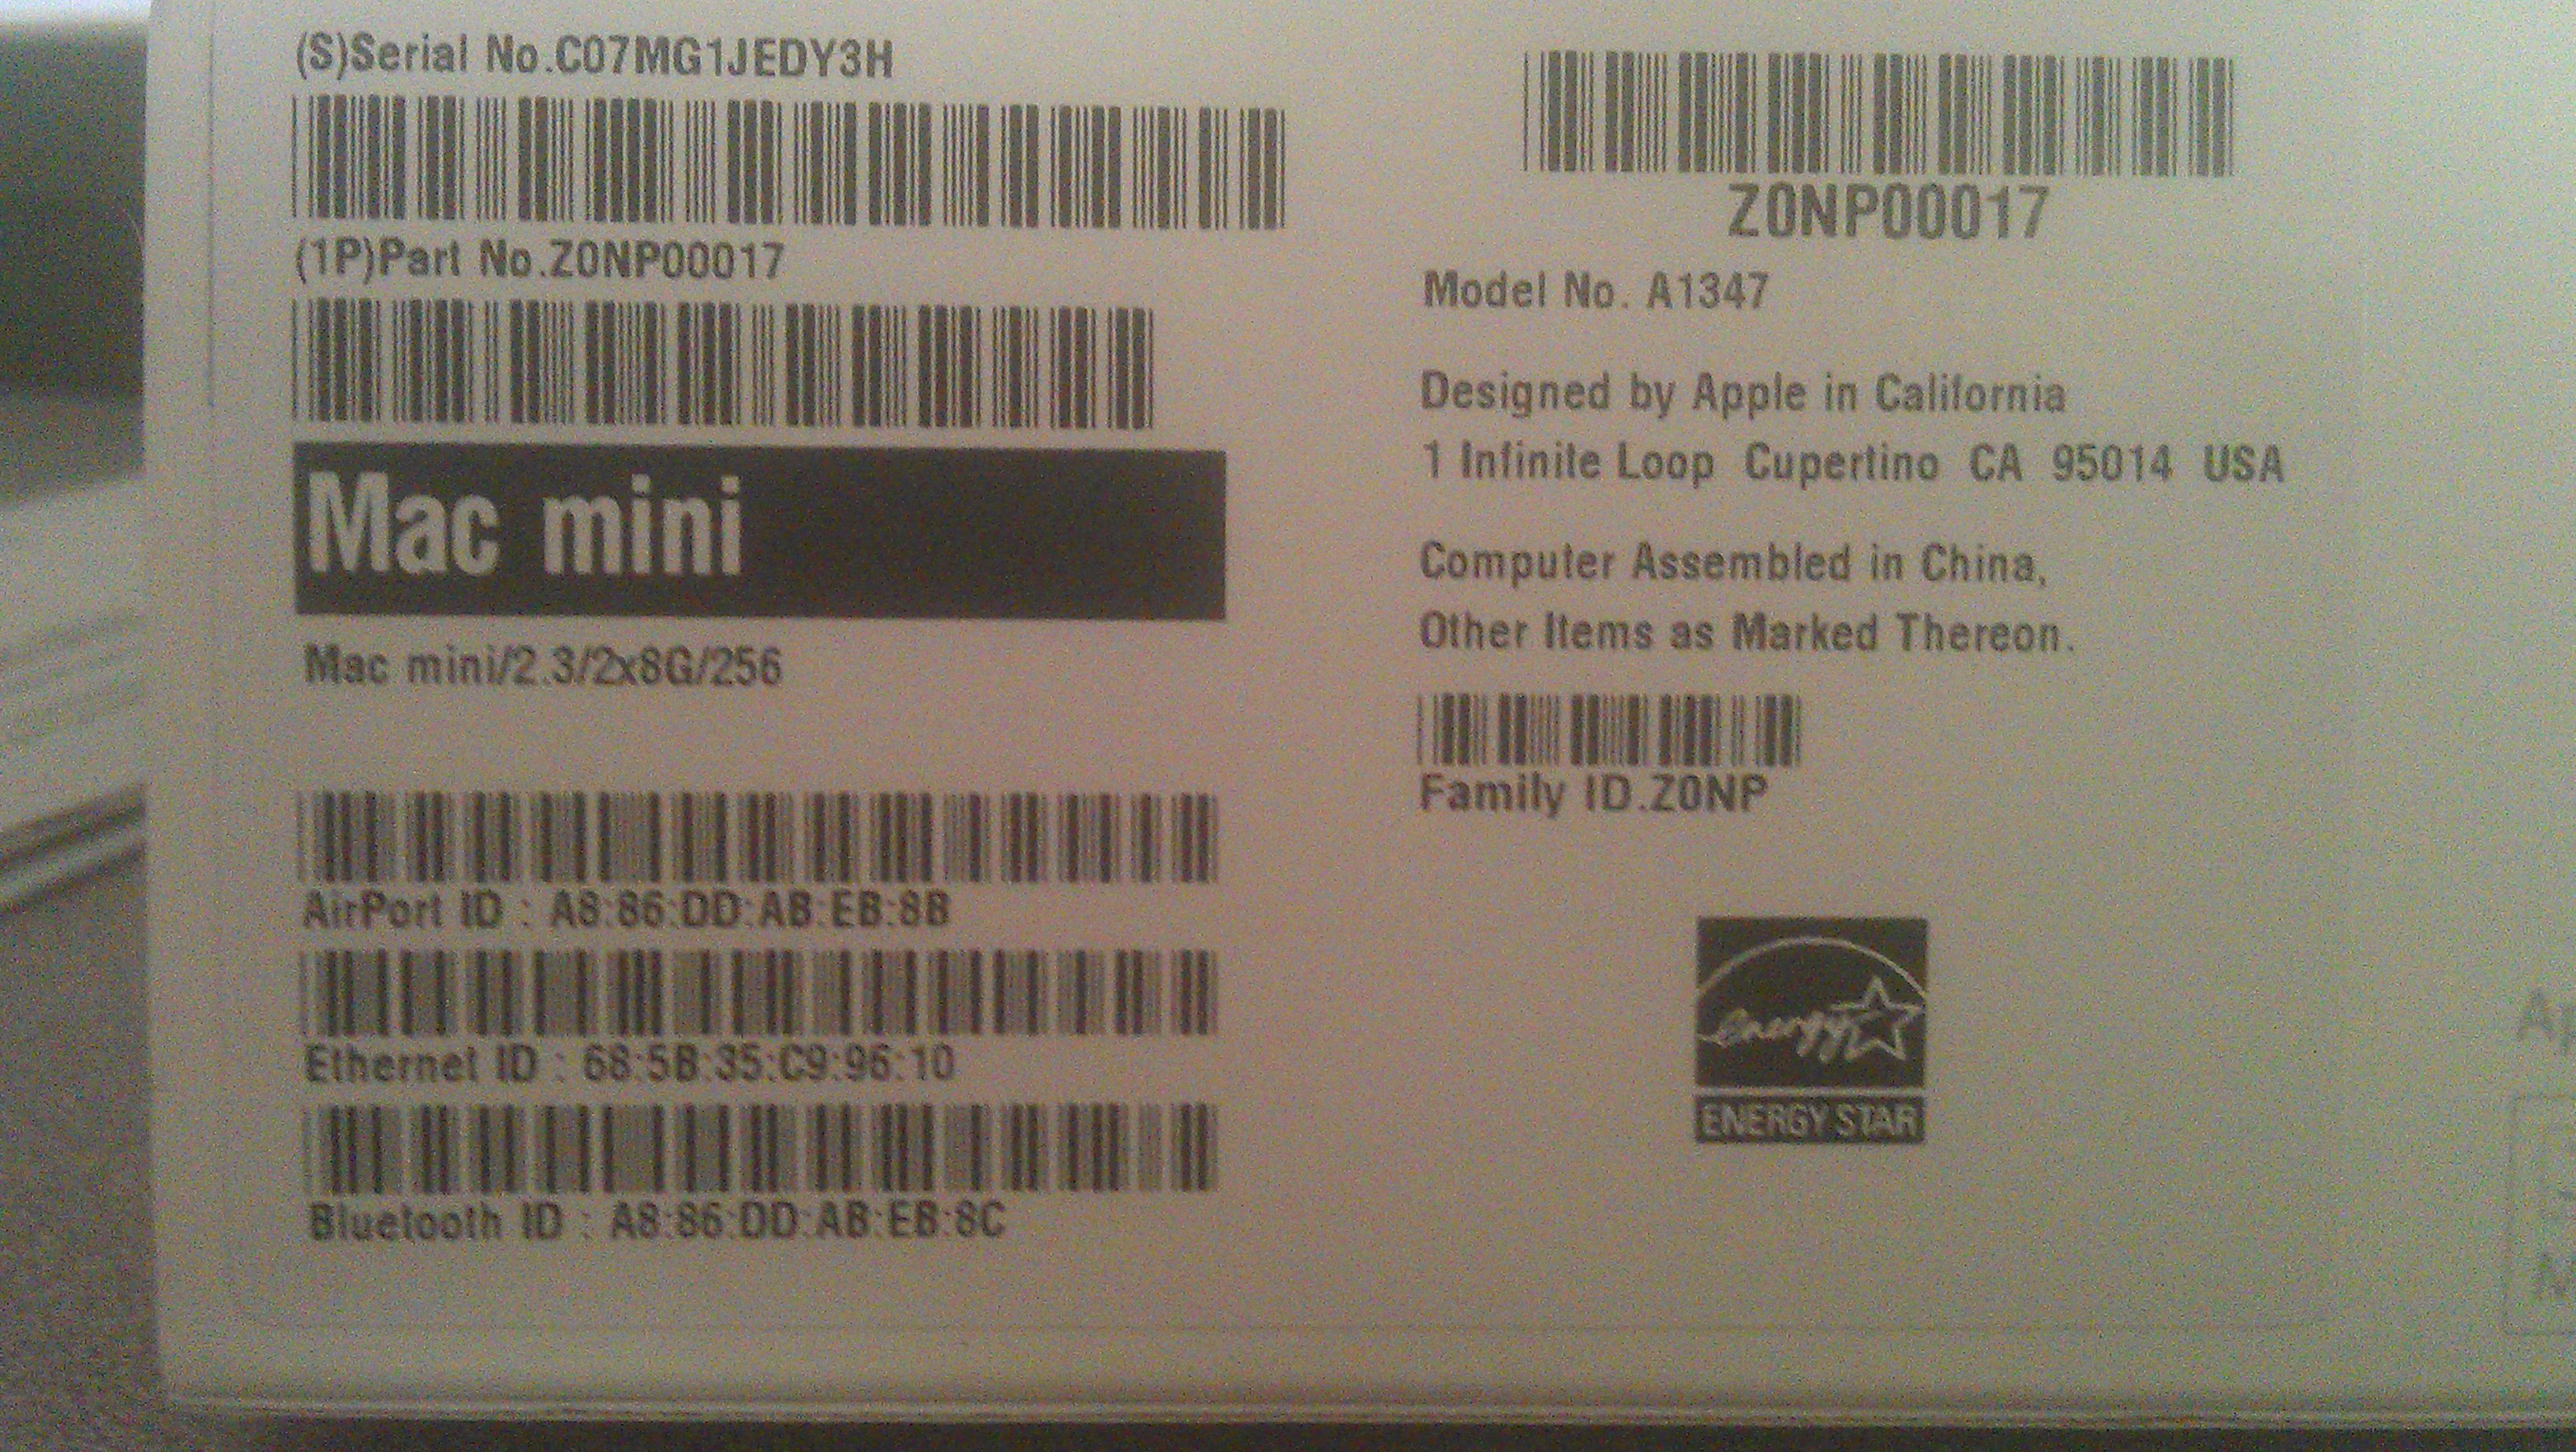 (S)Serial No.C07MG1JEDY3H
(1P)Part No.Z0NP00017
Mac mini
Mac mini/2.3/2x8G/256
AirPort ID : A8:86:DD:AB:EB:8B
Ethernet ID : 68:5B:35:C9:96:10
Bluetooth ID : A8:86:DD:AB:EB:8C
Z0NP00017
Model No. A1347
Designed by Apple in California
1 Infinite Loop Cupertino CA 95014 USA
Computer Assembled in China,
Other Items as Marked Thereon.
Family ID.Z0NP
energy
ENERGY STAR